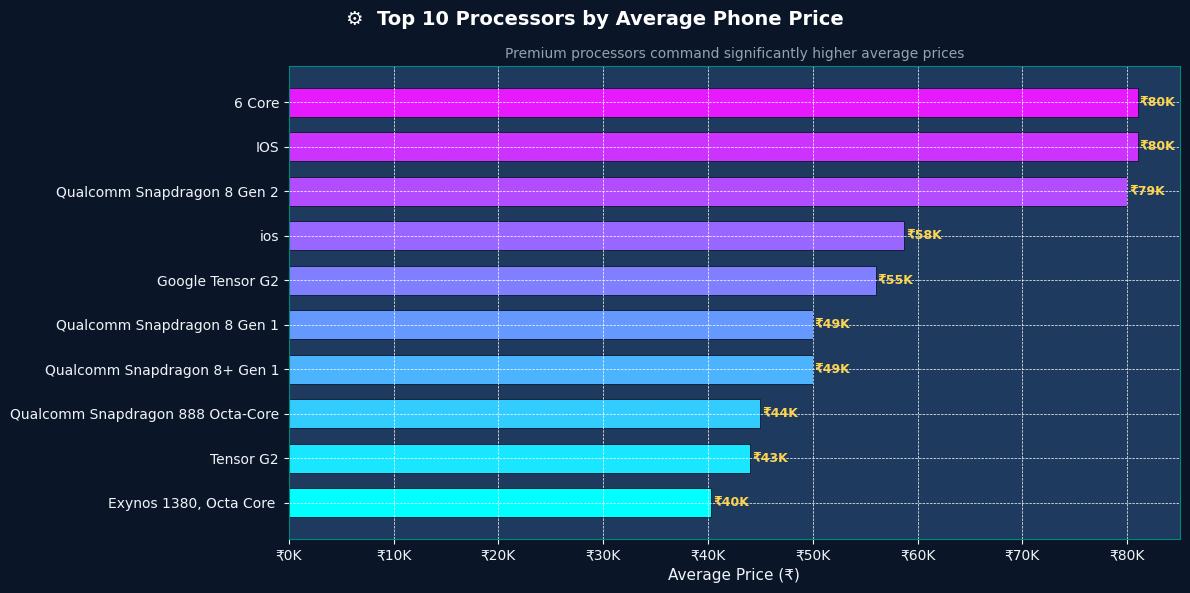 ⚙ Top 10 Processors by Average Phone Price
Premium processors command significantly higher average prices
6 Core ₹80K
IOS ₹80K
Qualcomm Snapdragon 8 Gen 2 ₹79K
ios ₹58K
Google Tensor G2 ₹55K
Qualcomm Snapdragon 8 Gen 1 ₹49K
Qualcomm Snapdragon 8+ Gen 1 ₹49K
Qualcomm Snapdragon 888 Octa-Core ₹44K
Tensor G2 ₹43K
Exynos 1380, Octa Core ₹40K
₹0K ₹10K ₹20K ₹30K ₹40K ₹50K ₹60K ₹70K ₹80K
Average Price (₹)